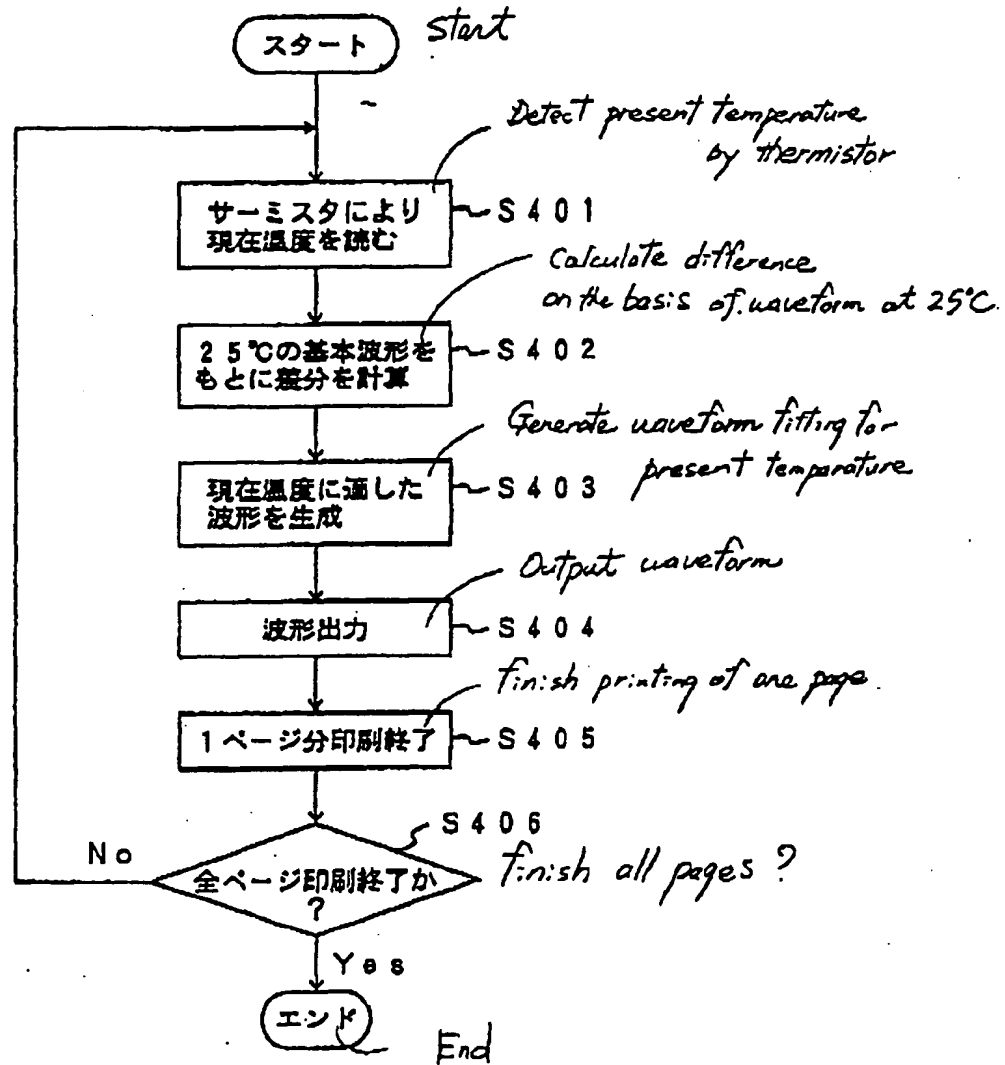 スタート
Start
Detect present temperature
by thermistor
サーミスタにより
現在温度を読む
S401
Calculate difference
on the basis of waveform at 25°C.
25℃の基本波形を
もとに差分を計算
S402
Generate waveform fitting for
present temperature
現在温度に適した
波形を生成
S403
Output waveform
波形出力
S404
finish printing of one page
1ページ分印刷終了
S405
S406
No
全ページ印刷終了か
?
finish all pages ?
Yes
エンド
End